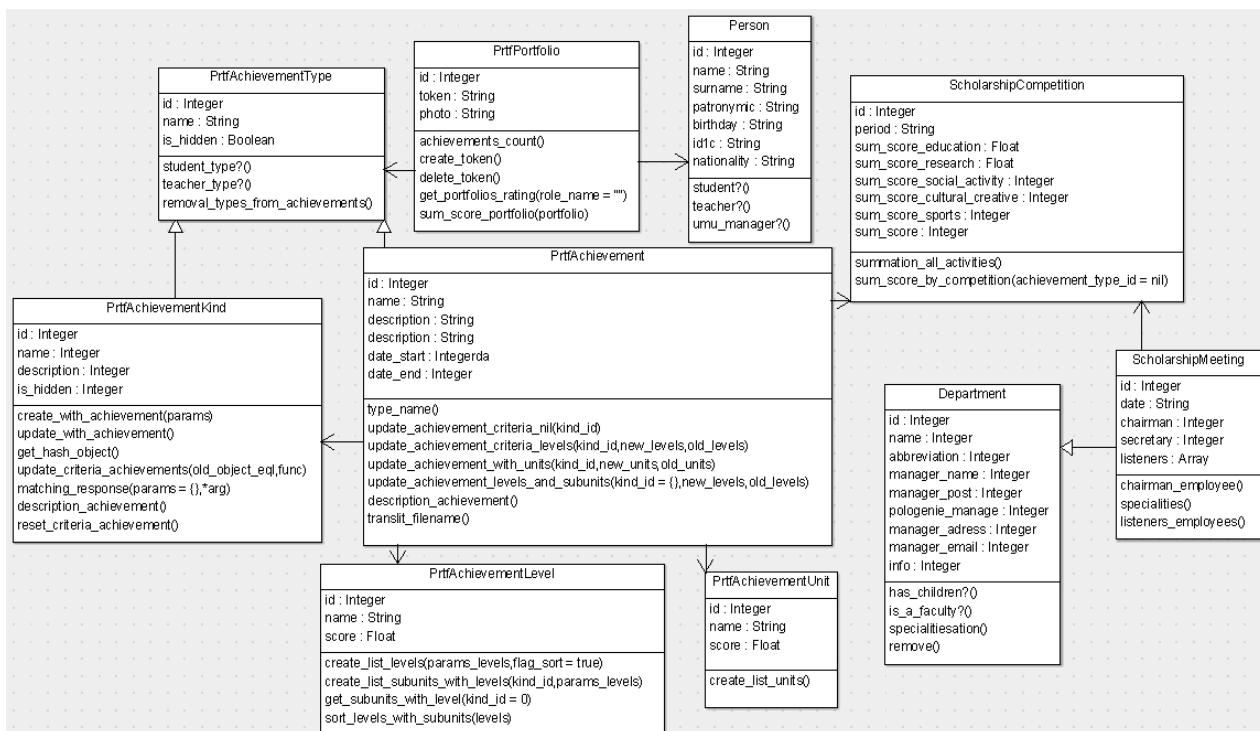 PrtfAchievementType
id : Integer
name : String
is_hidden : Boolean
student_type?()
teacher_type?()
removal_types_from_achievements()
PrtfPortfolio
id : Integer
token : String
photo : String
achievements_count()
create_token()
delete_token()
get_portfolios_rating(role_name = "")
sum_score_portfolio(portfolio)
Person
id : Integer
name : String
surname : String
patronymic : String
birthday : String
id1c : String
nationality : String
student?()
teacher?()
umu_manager?()
ScholarshipCompetition
id : Integer
period : String
sum_score_education : Float
sum_score_research : Float
sum_score_social_activity : Integer
sum_score_cultural_creative : Integer
sum_score_sports : Integer
sum_score : Integer
summation_all_activities()
sum_score_by_competition(achievement_type_id = nil)
PrtfAchievementKind
id : Integer
name : Integer
description : Integer
is_hidden : Integer
create_with_achievement(params)
update_with_achievement()
get_hash_object()
update_criteria_achievements(old_object_eql,func)
matching_response(params = {},*arg)
description_achievement()
reset_criteria_achievement()
PrtfAchievement
id : Integer
name : String
description : String
description : String
date_start : Integerda
date_end : Integer
type_name()
update_achievement_criteria_nil(kind_id)
update_achievement_criteria_levels(kind_id,new_levels,old_levels)
update_achievement_with_units(kind_id,new_units,old_units)
update_achievement_levels_and_subunits(kind_id = {},new_levels,old_levels)
description_achievement()
translit_filename()
Department
id : Integer
name : Integer
abbreviation : Integer
manager_name : Integer
manager_post : Integer
pologenie_manage : Integer
manager_adress : Integer
manager_email : Integer
info : Integer
has_children?()
is_a_faculty?()
specialitiesation()
remove()
ScholarshipMeeting
id : Integer
date : String
chairman : Integer
secretary : Integer
listeners : Array
chairman_employee()
specialities()
listeners_employees()
PrtfAchievementLevel
id : Integer
name : String
score : Float
create_list_levels(params_levels,flag_sort = true)
create_list_subunits_with_levels(kind_id,params_levels)
get_subunits_with_level(kind_id = 0)
sort_levels_with_subunits(levels)
PrtfAchievementUnit
id : Integer
name : String
score : Float
create_list_units()